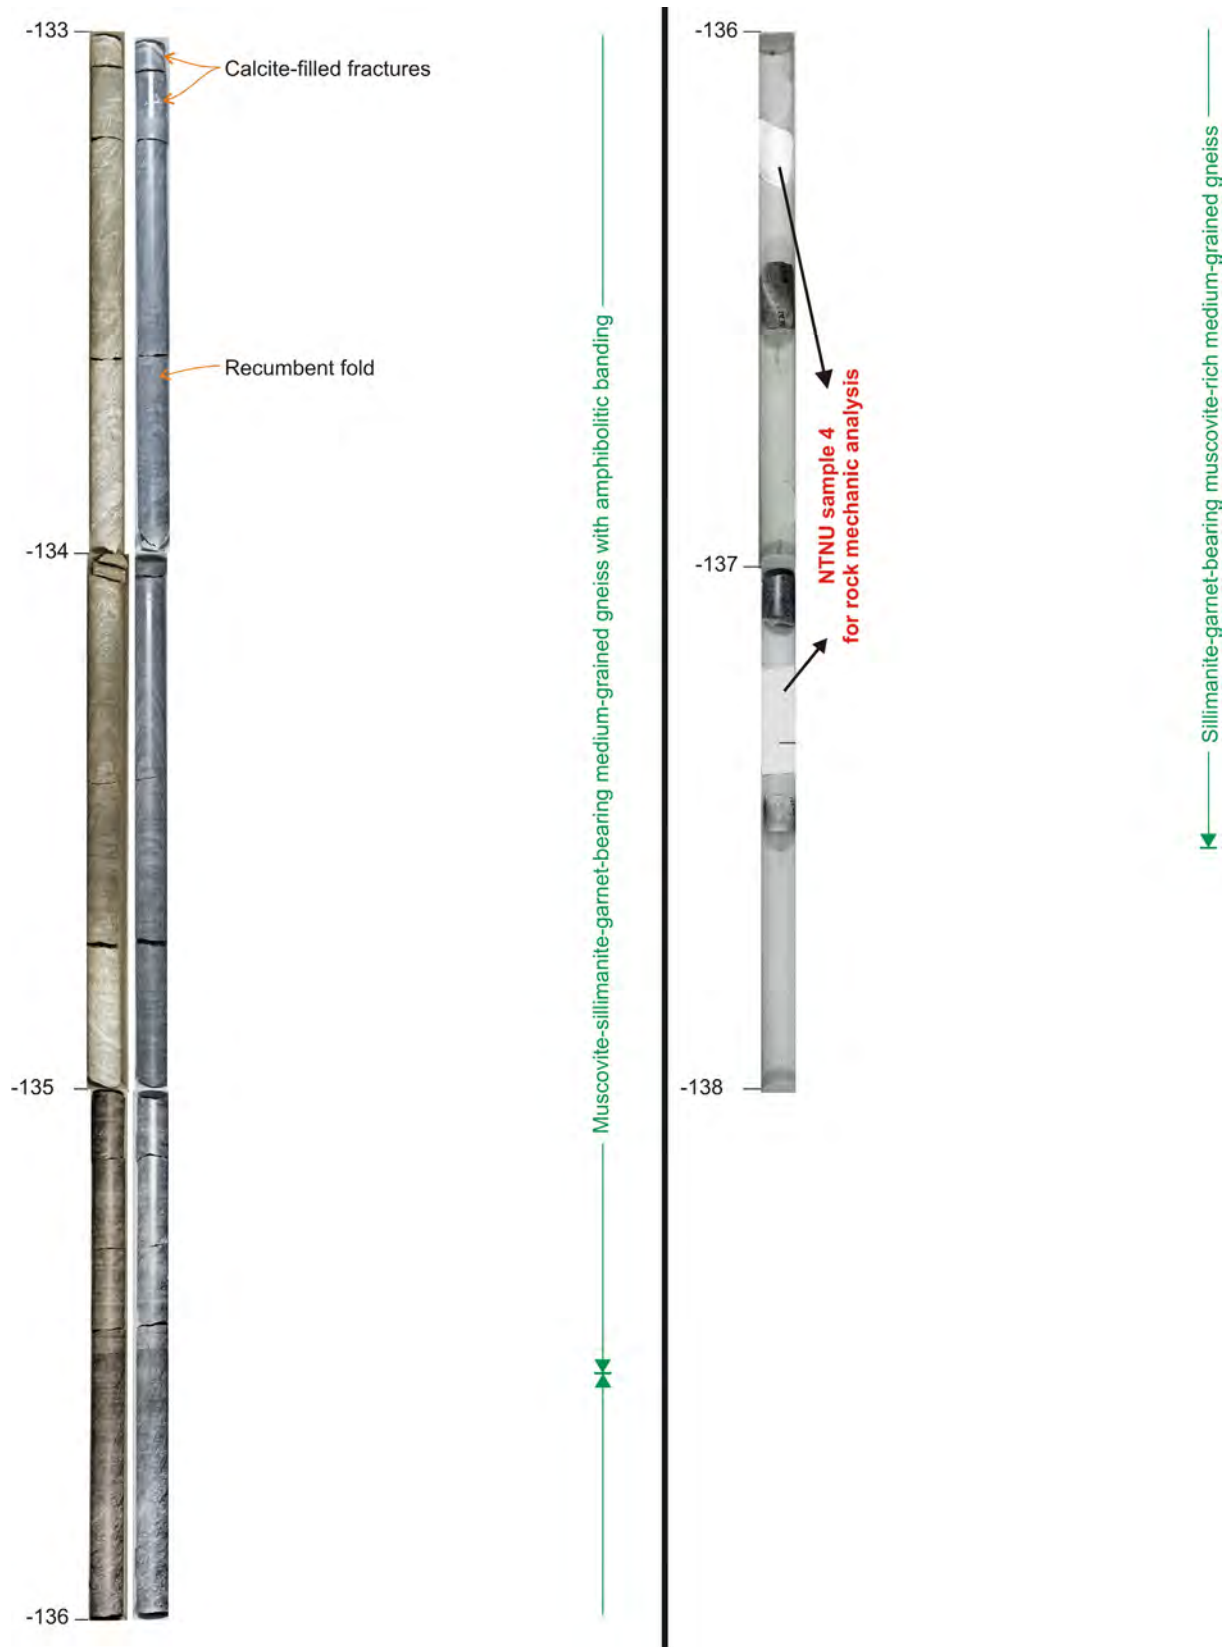 -133
Calcite-filled fractures
Recumbent fold
-134
-135
-136
Muscovite-sillimanite-garnet-bearing medium-grained gneiss with amphibolitic banding
-136
NTNU sample 4
for rock mechanic analysis
-137
-138
Sillimanite-garnet-bearing muscovite-rich medium-grained gneiss